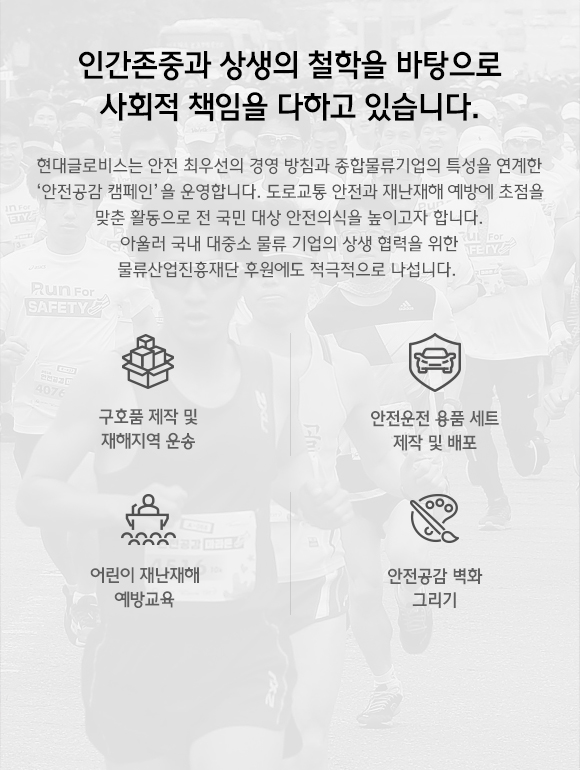 인간존중과 상생의 철학을 바탕으로
사회적 책임을 다하고 있습니다.
현대글로비스는 안전 최우선의 경영 방침과 종합물류기업의 특성을 연계한
‘안전공감 캠페인’을 운영합니다. 도로교통 안전과 재난재해 예방에 초점을
맞춘 활동으로 전 국민 대상 안전의식을 높이고자 합니다.
아울러 국내 대중소 물류 기업의 상생 협력을 위한
물류산업진흥재단 후원에도 적극적으로 나섭니다.
Run For
SAFETY
구호품 제작 및
재해지역 운송
안전운전 용품 세트
제작 및 배포
어린이 재난재해
예방교육
안전공감 벽화
그리기